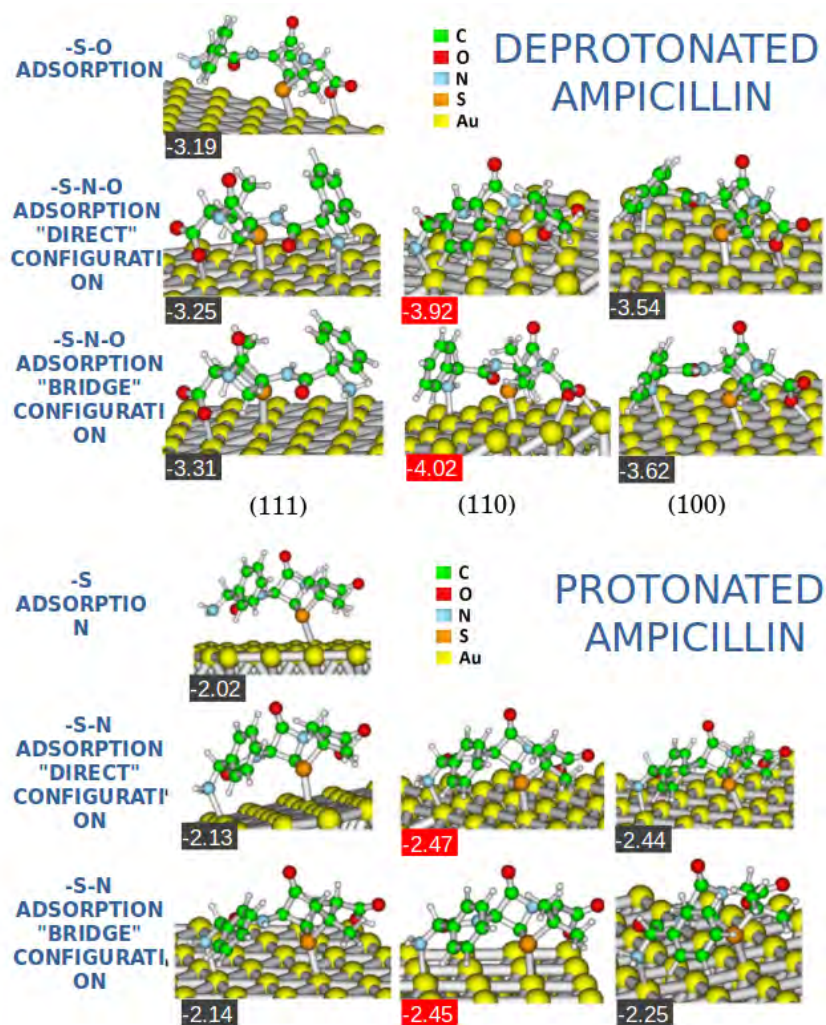 -S-O
ADSORPTION
C
O
N
S
Au
DEPROTONATED
AMPICILLIN
-3.19
-S-N-O
ADSORPTION
"DIRECT"
CONFIGURATI
ON
-3.25
-3.92
-3.54
-S-N-O
ADSORPTION
"BRIDGE"
CONFIGURATI
ON
-3.31
-4.02
-3.62
(111)
(110)
(100)
-S
ADSORPTIO
N
C
O
N
S
Au
PROTONATED
AMPICILLIN
-2.02
-S-N
ADSORPTION
"DIRECT"
CONFIGURATI
ON
-2.13
-2.47
-2.44
-S-N
ADSORPTION
"BRIDGE"
CONFIGURATI
ON
-2.14
-2.45
-2.25